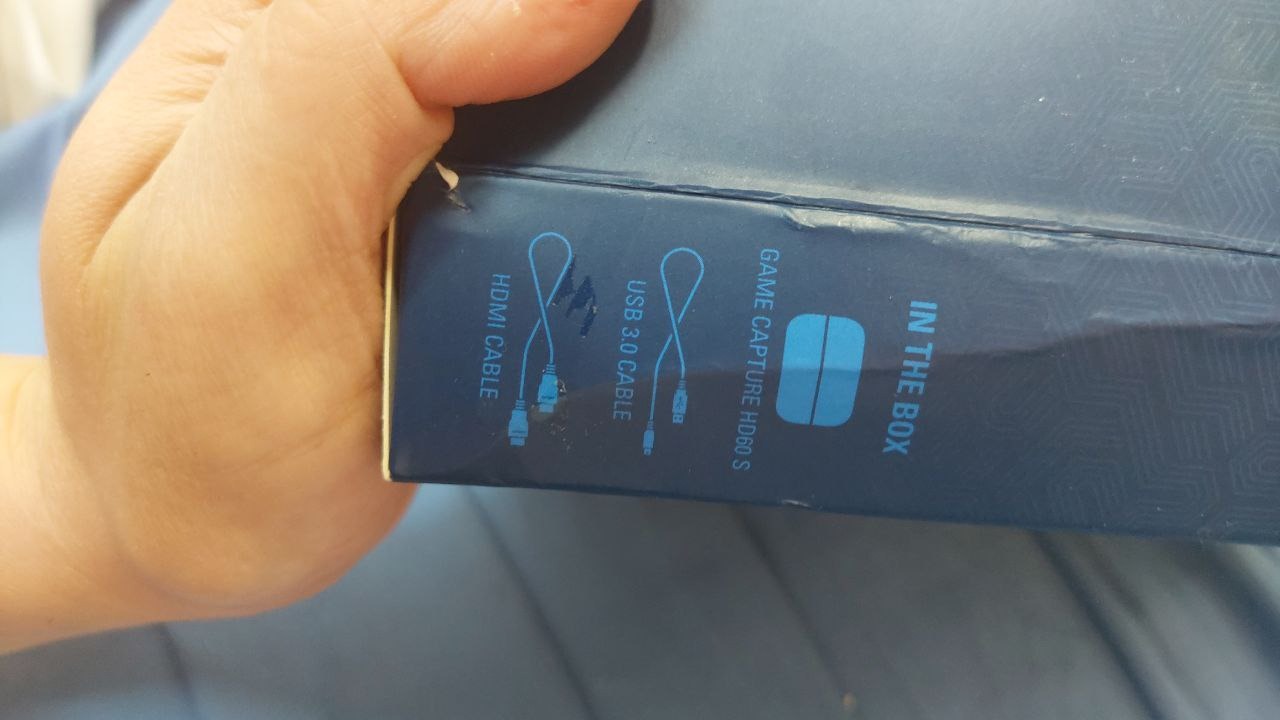 IN THE BOX
GAME CAPTURE HD60 S
USB 3.0 CABLE
HDMI CABLE